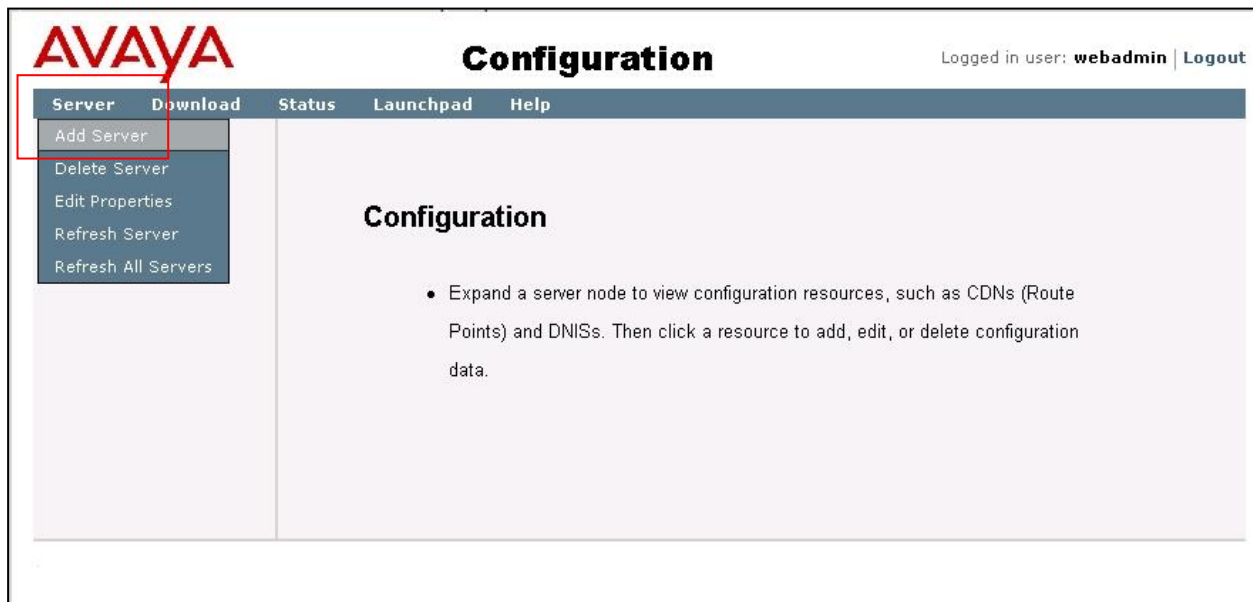 AVAYA
Configuration
Logged in user: webadmin | Logout
Server Download Status Launchpad Help
Add Server
Delete Server
Edit Properties
Refresh Server
Refresh All Servers
Configuration
• Expand a server node to view configuration resources, such as CDNs (Route
Points) and DNISs. Then click a resource to add, edit, or delete configuration
data.